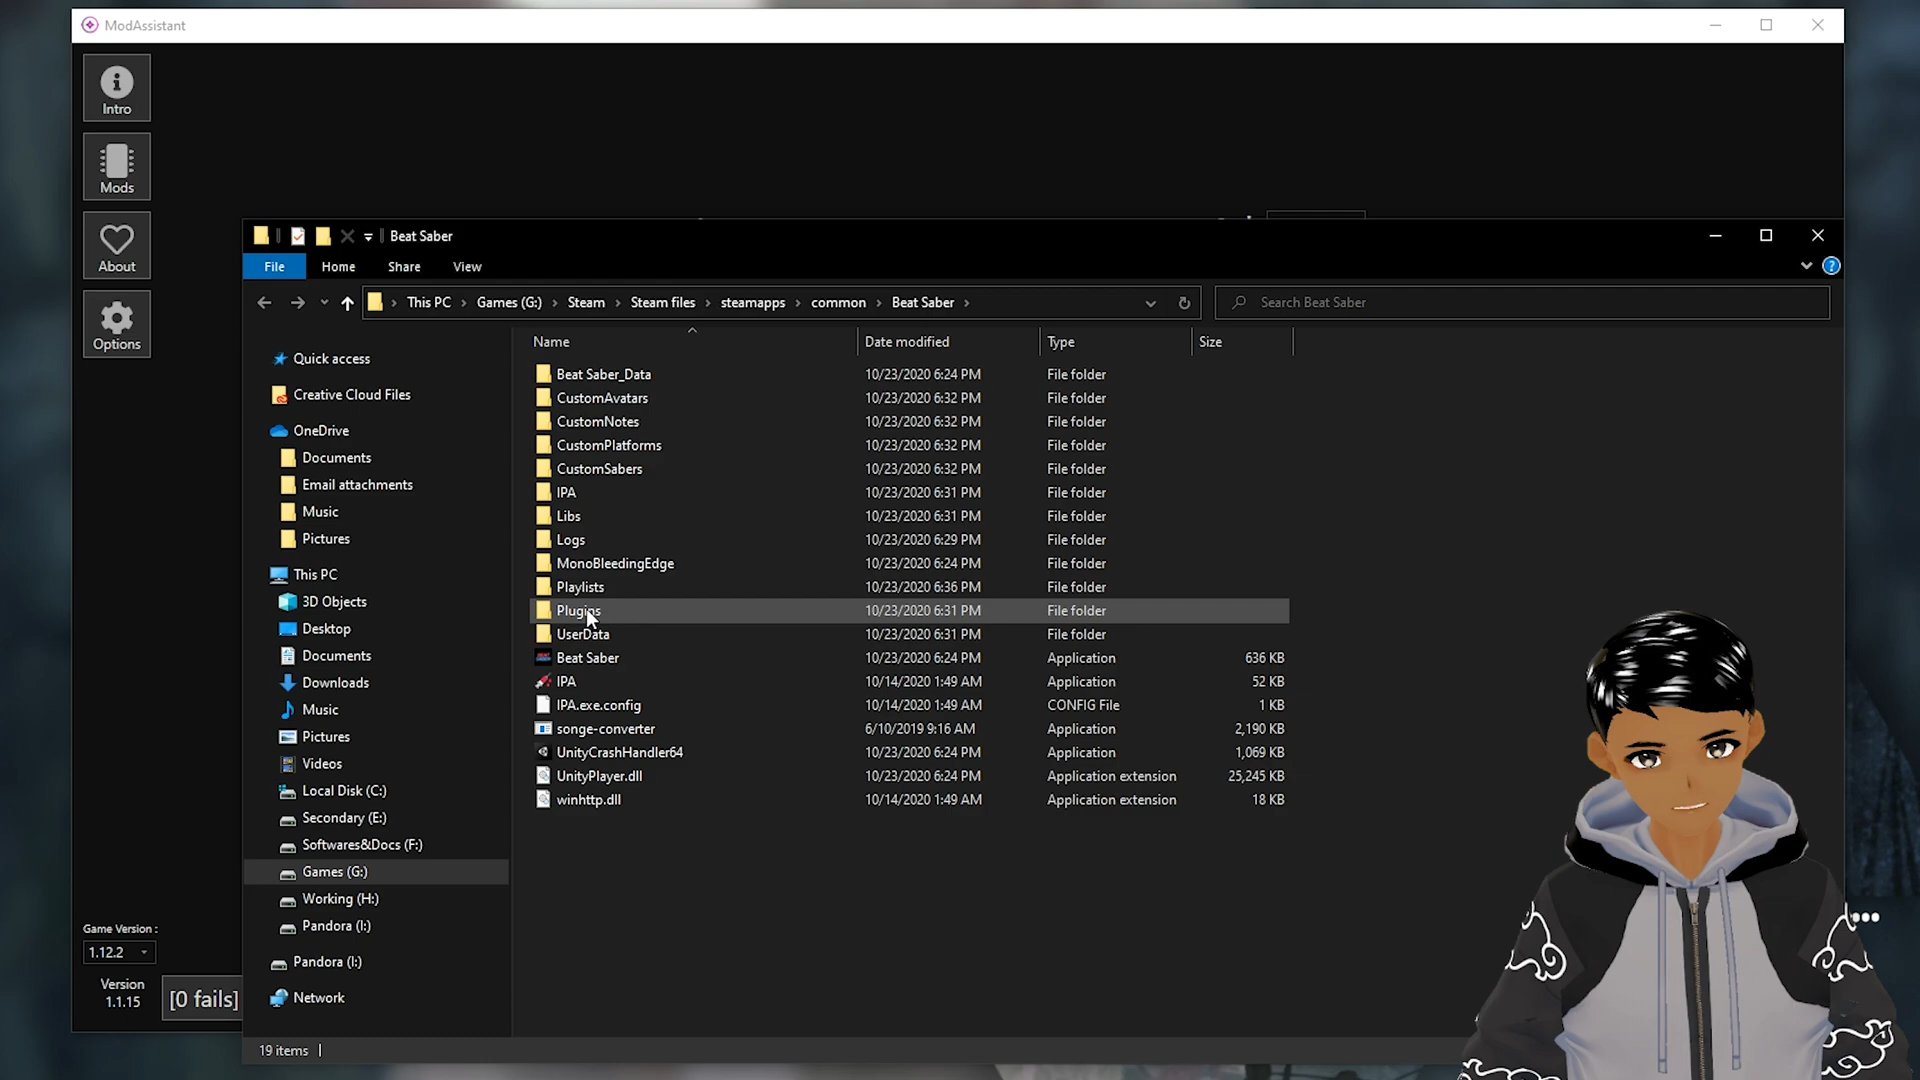 ModAssistant
Intro
Mods
About
Options
Game Version :
1.12.2
Version
1.1.15
[0 fails]
Beat Saber
File Home Share View
This PC Games (G:) Steam Steam files steamapps common Beat Saber
Search Beat Saber
Quick access
Creative Cloud Files
OneDrive
Documents
Email attachments
Music
Pictures
This PC
3D Objects
Desktop
Documents
Downloads
Music
Pictures
Videos
Local Disk (C:)
Secondary (E:)
Softwares&Docs (F:)
Games (G:)
Working (H:)
Pandora (I:)
Pandora (I:)
Network
Name Date modified Type Size
Beat Saber_Data 10/23/2020 6:24 PM File folder
CustomAvatars 10/23/2020 6:32 PM File folder
CustomNotes 10/23/2020 6:32 PM File folder
CustomPlatforms 10/23/2020 6:32 PM File folder
CustomSabers 10/23/2020 6:32 PM File folder
IPA 10/23/2020 6:31 PM File folder
Libs 10/23/2020 6:31 PM File folder
Logs 10/23/2020 6:29 PM File folder
MonoBleedingEdge 10/23/2020 6:24 PM File folder
Playlists 10/23/2020 6:36 PM File folder
Plugins 10/23/2020 6:31 PM File folder
UserData 10/23/2020 6:31 PM File folder
Beat Saber 10/23/2020 6:24 PM Application 636 KB
IPA 10/14/2020 1:49 AM Application 52 KB
IPA.exe.config 10/14/2020 1:49 AM CONFIG File 1 KB
songe-converter 6/10/2019 9:16 AM Application 2,190 KB
UnityCrashHandler64 10/23/2020 6:24 PM Application 1,069 KB
UnityPlayer.dll 10/23/2020 6:24 PM Application extension 25,245 KB
winhttp.dll 10/14/2020 1:49 AM Application extension 18 KB
19 items